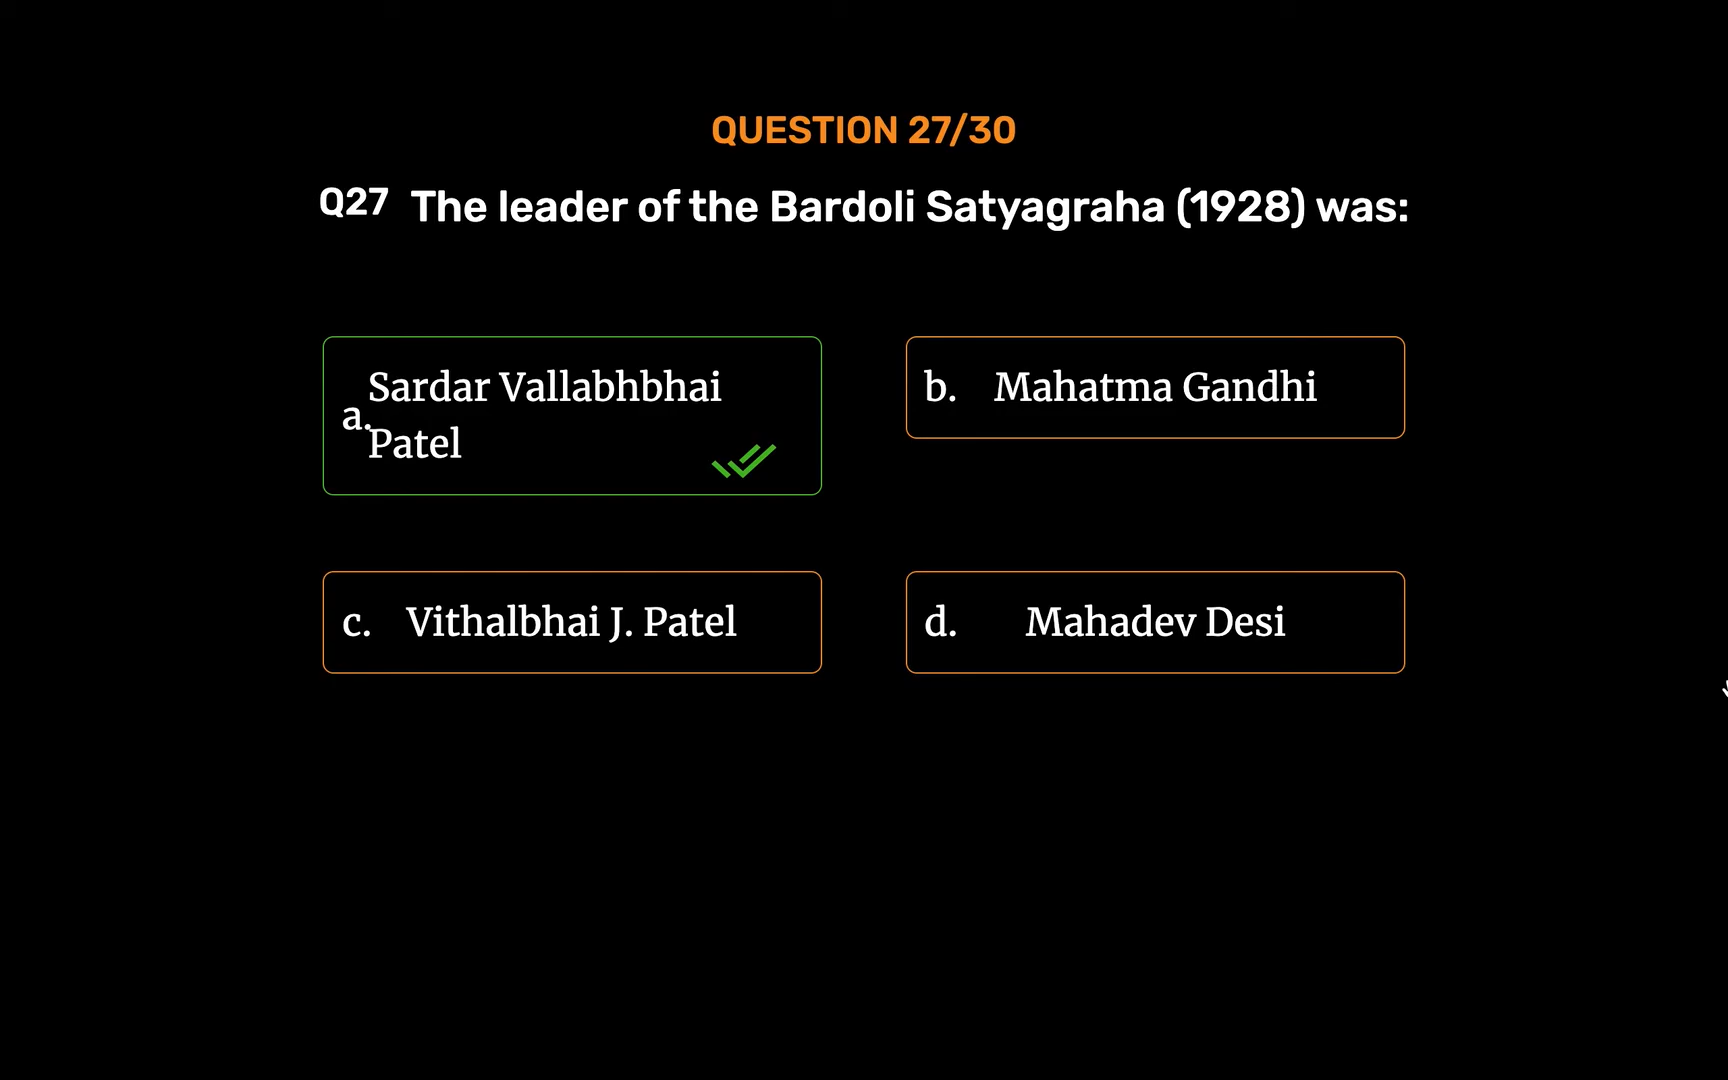 QUESTION 27/30
Q27 The leader of the Bardoli Satyagraha (1928) was:
a. Sardar Vallabhbhai
Patel
b. Mahatma Gandhi
c. Vithalbhai J. Patel
d. Mahadev Desi